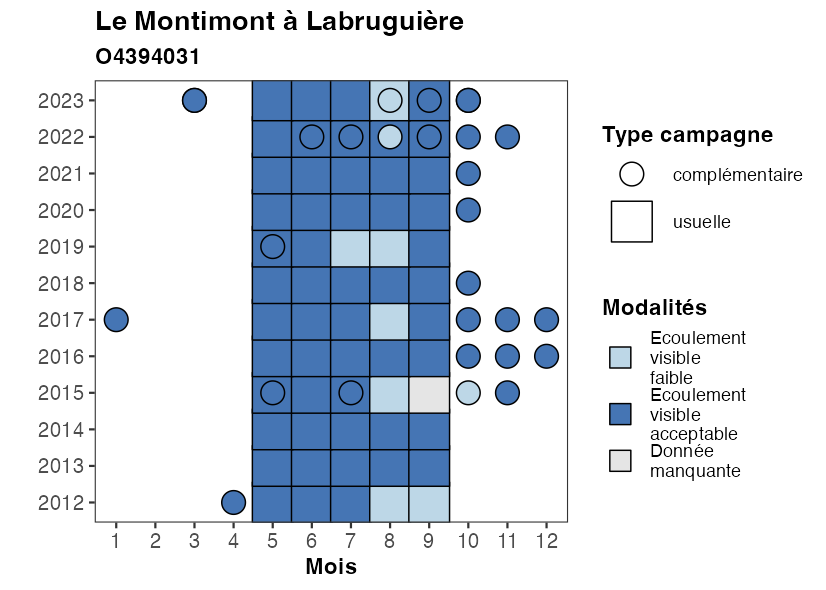 Le Montimont à Labruguière
O4394031
2023
2022
2021
2020
2019
2018
2017
2016
2015
2014
2013
2012
1 2 3 4 5 6 7 8 9 10 11 12
Mois
Type campagne
complémentaire
usuelle
Modalités
Ecoulement
visible
faible
Ecoulement
visible
acceptable
Donnée
manquante